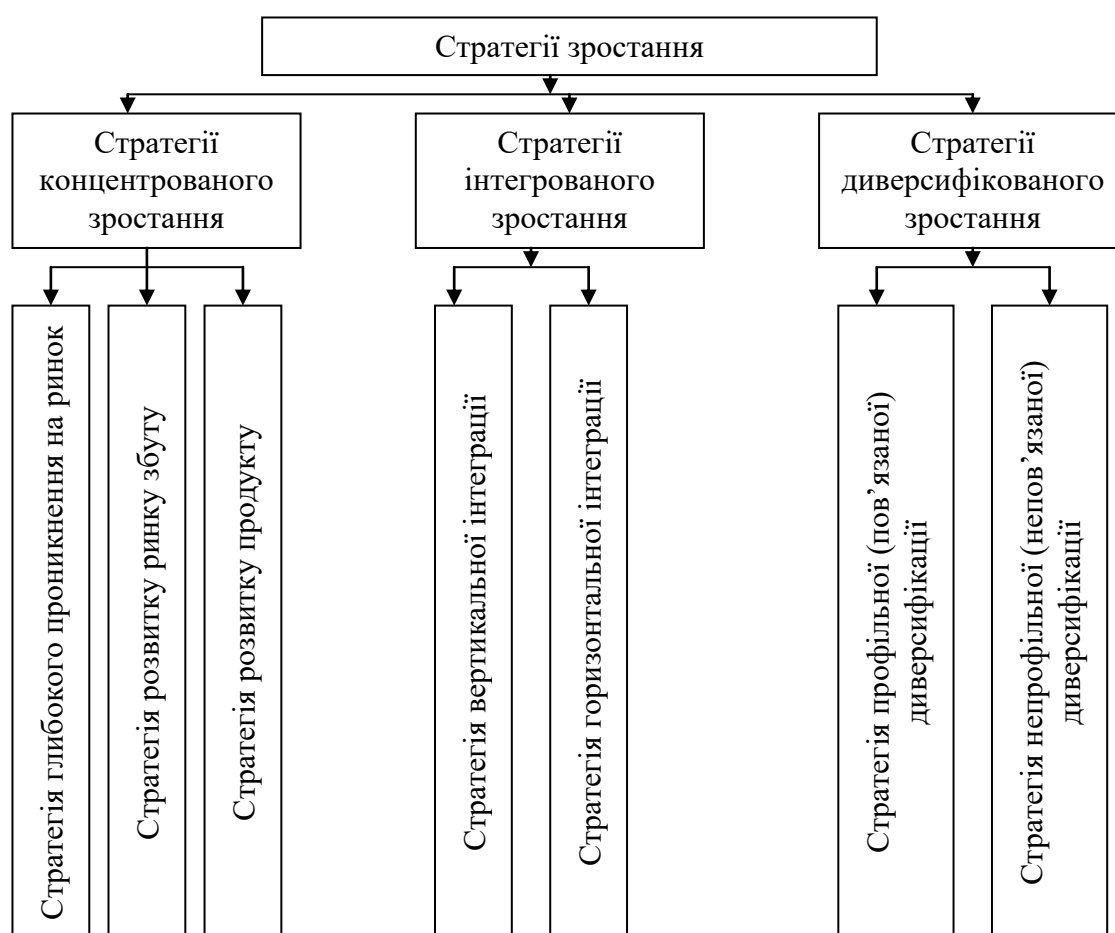 Стратегії зростання
Стратегії
концентрованого
зростання
Стратегії
інтегрованого
зростання
Стратегії
диверсифікованого
зростання
Стратегія глибокого проникнення на ринок
Стратегія розвитку ринку збуту
Стратегія розвитку продукту
Стратегія вертикальної інтеграції
Стратегія горизонтальної інтеграції
Стратегія профільної (пов’язаної)
диверсифікації
Стратегія непрофільної (непов’язаної)
диверсифікації